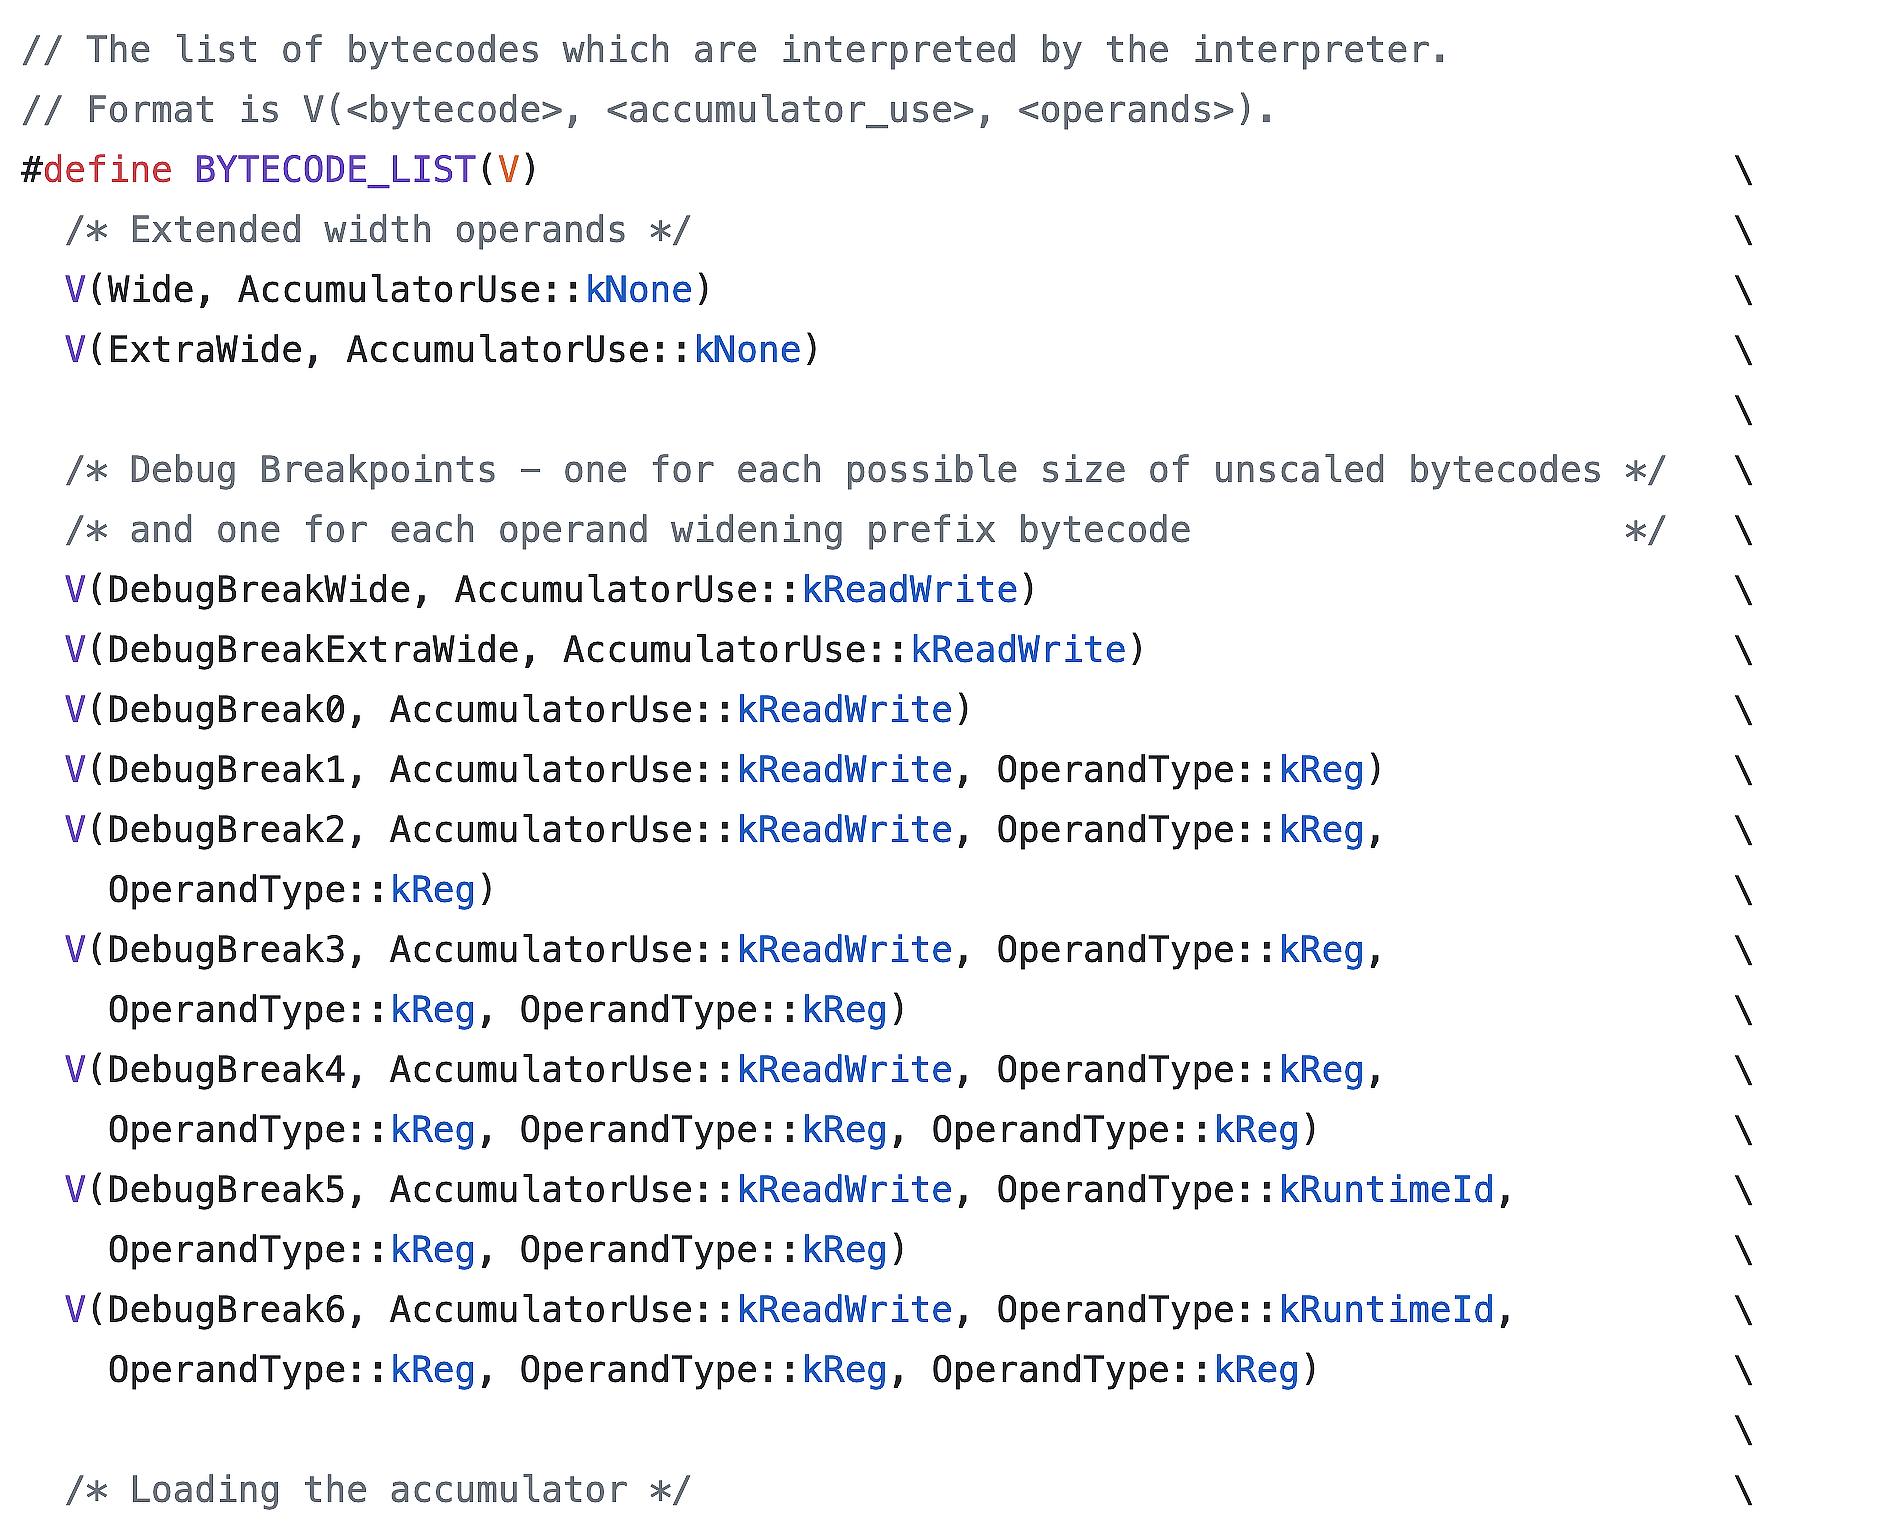 // The list of bytecodes which are interpreted by the interpreter.
// Format is V(<bytecode>, <accumulator_use>, <operands>).
#define BYTECODE_LIST(V)                                                       \
  /* Extended width operands */                                                \
  V(Wide, AccumulatorUse::kNone)                                               \
  V(ExtraWide, AccumulatorUse::kNone)                                          \
                                                                               \
  /* Debug Breakpoints - one for each possible size of unscaled bytecodes */   \
  /* and one for each operand widening prefix bytecode                    */   \
  V(DebugBreakWide, AccumulatorUse::kReadWrite)                                \
  V(DebugBreakExtraWide, AccumulatorUse::kReadWrite)                           \
  V(DebugBreak0, AccumulatorUse::kReadWrite)                                   \
  V(DebugBreak1, AccumulatorUse::kReadWrite, OperandType::kReg)                \
  V(DebugBreak2, AccumulatorUse::kReadWrite, OperandType::kReg,                \
    OperandType::kReg)                                                         \
  V(DebugBreak3, AccumulatorUse::kReadWrite, OperandType::kReg,                \
    OperandType::kReg, OperandType::kReg)                                      \
  V(DebugBreak4, AccumulatorUse::kReadWrite, OperandType::kReg,                \
    OperandType::kReg, OperandType::kReg, OperandType::kReg)                   \
  V(DebugBreak5, AccumulatorUse::kReadWrite, OperandType::kRuntimeId,          \
    OperandType::kReg, OperandType::kReg)                                      \
  V(DebugBreak6, AccumulatorUse::kReadWrite, OperandType::kRuntimeId,          \
    OperandType::kReg, OperandType::kReg, OperandType::kReg)                   \
                                                                               \
  /* Loading the accumulator */                                                \